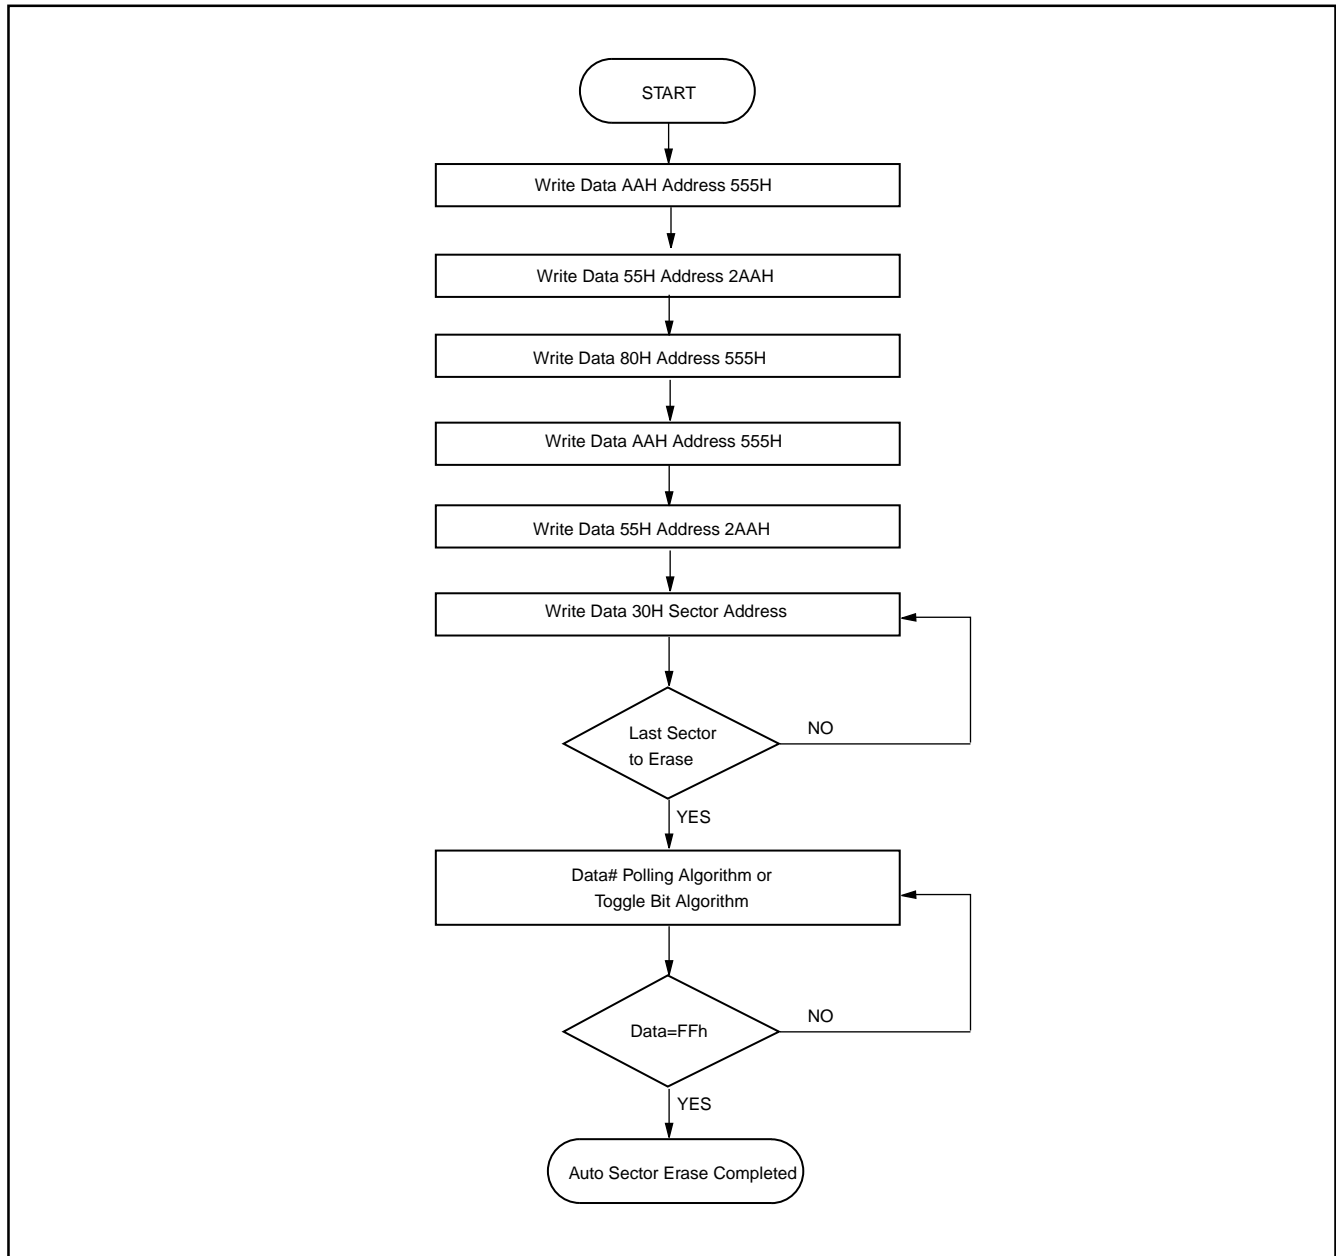 START
Write Data AAH Address 555H
Write Data 55H Address 2AAH
Write Data 80H Address 555H
Write Data AAH Address 555H
Write Data 55H Address 2AAH
Write Data 30H Sector Address
Last Sector
to Erase
NO
YES
Data# Polling Algorithm or
Toggle Bit Algorithm
Data=FFh
NO
YES
Auto Sector Erase Completed